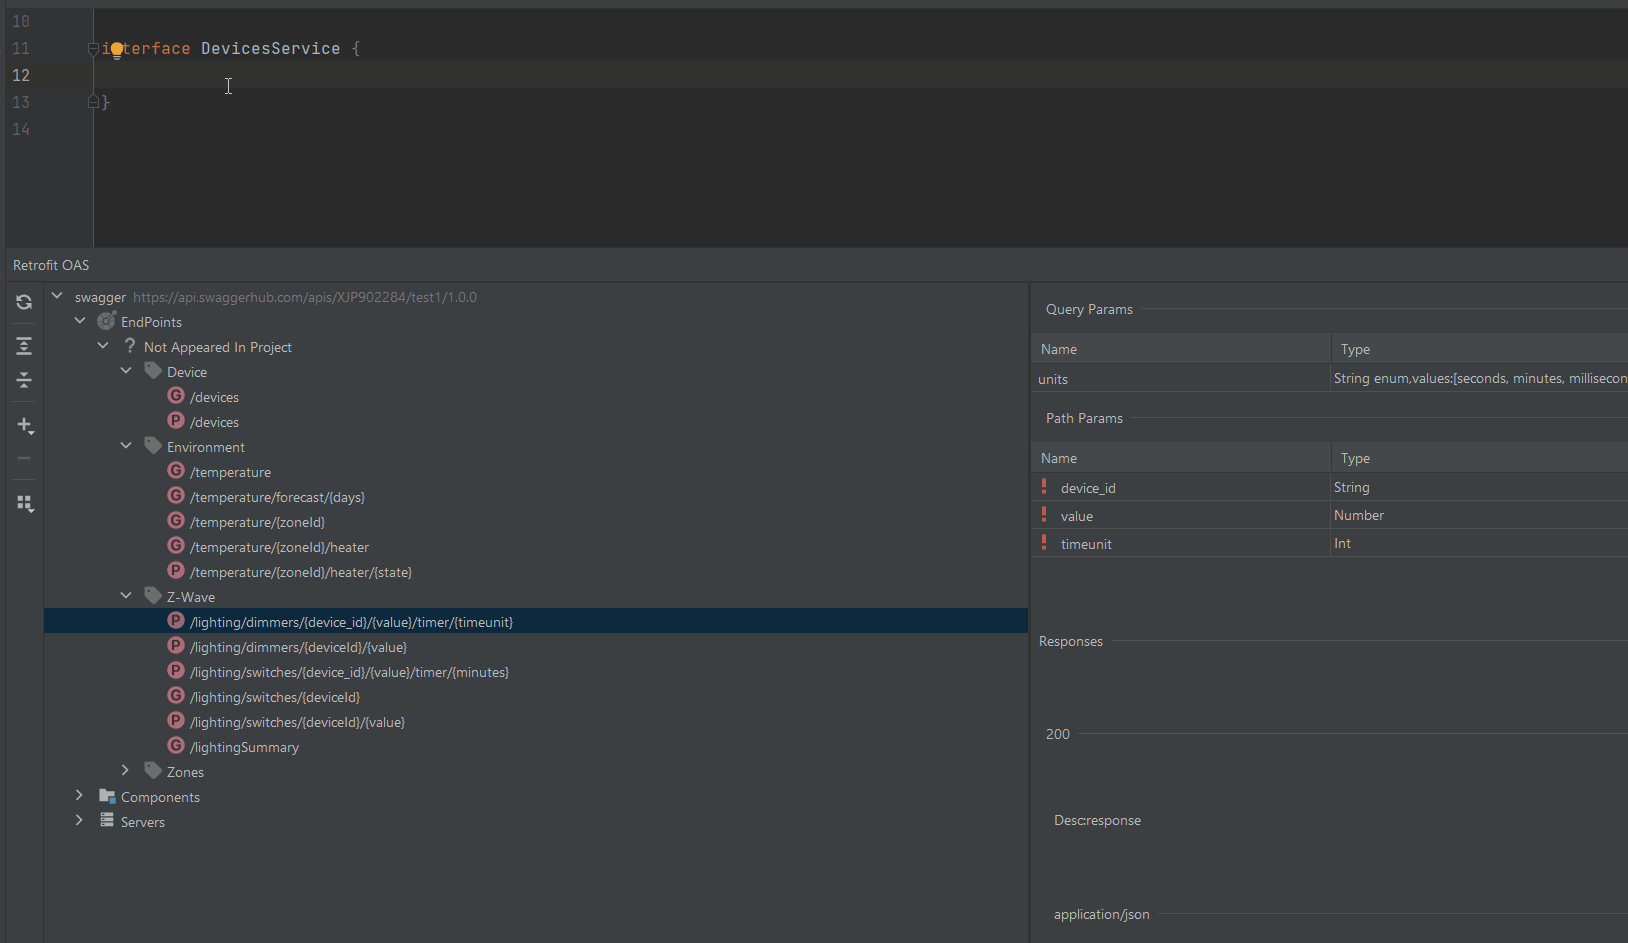 10
11 interface DevicesService {
12
13 }
14
Retrofit OAS
swagger https://api.swaggerhub.com/apis/XJP902284/test1/1.0.0
EndPoints
? Not Appeared In Project
Device
G /devices
P /devices
Environment
G /temperature
G /temperature/forecast/{days}
G /temperature/{zoneId}
G /temperature/{zoneId}/heater
P /temperature/{zoneId}/heater/{state}
Z-Wave
P /lighting/dimmers/{device_id}/{value}/timer/{timeunit}
P /lighting/dimmers/{deviceId}/{value}
P /lighting/switches/{device_id}/{value}/timer/{minutes}
G /lighting/switches/{deviceId}
P /lighting/switches/{deviceId}/{value}
G /lightingSummary
Zones
Components
Servers
Query Params
Name Type
units String enum,values:[seconds, minutes, millisecon
Path Params
Name Type
! device_id String
! value Number
! timeunit Int
Responses
200
Desc:response
application/json